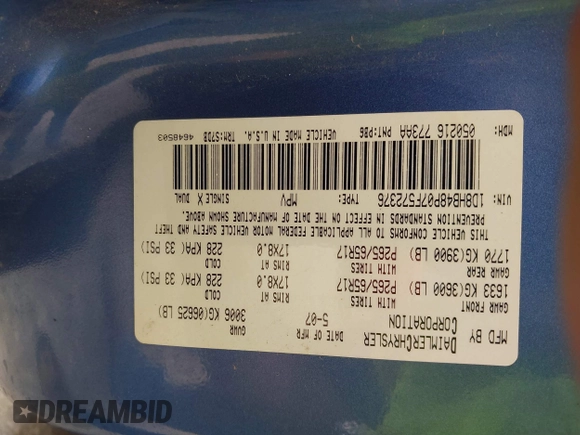 MFD BY DAIMLERCHRYSLER CORPORATION
DATE OF MFR 5-07
GVWR 3006 KG(06625 LB)
GAWR FRONT WITH TIRES RIMS AT COLD
1633 KG(3600 LB) P265/65R17 17X8.0 228 KPA( 33 PSI)
GAWR REAR WITH TIRES RIMS AT COLD
1770 KG(3900 LB) P265/65R17 17X8.0 228 KPA( 33 PSI)
THIS VEHICLE CONFORMS TO ALL APPLICABLE FEDERAL MOTOR VEHICLE SAFETY AND THEFT
PREVENTION STANDARDS IN EFFECT ON THE DATE OF MANUFACTURE SHOWN ABOVE.
VIN: 1D8HB48P07F572376 TYPE: MPV SINGLE X DUAL
MDH: 050216 773AA PNT:PB6 VEHICLE MADE IN U.S.A. TRM:S7D3 4648503
DREAMBID